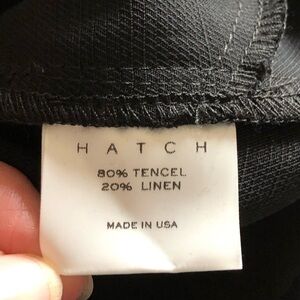 HATCH
80% TENCEL
20% LINEN
MADE IN USA